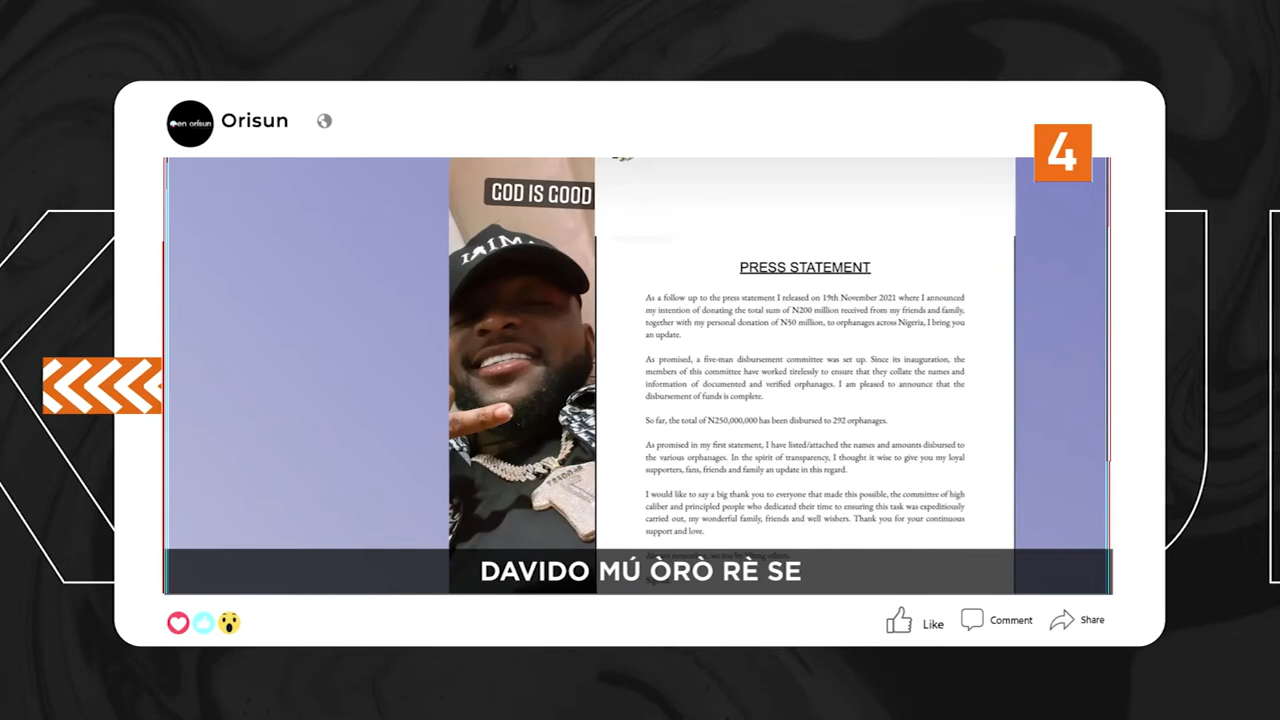 en orisun
Orisun
4
GOD IS GOOD
PRESS STATEMENT
As a follow up to the press statement I released on 19th November 2021 where I announced
my intention of donating the total sum of N200 million received from my friends and family,
together with my personal donation of N50 million, to orphanages across Nigeria, I bring you
an update.
As promised, a five-man disbursement committee was set up. Since its inauguration, the
members of this committee have worked tirelessly to ensure that they collate the names and
information of documented and verified orphanages. I am pleased to announce that the
disbursement of funds is complete.
So far, the total of N250,000,000 has been disbursed to 292 orphanages.
As promised in my first statement, I have listed/attached the names and amounts disbursed to
the various orphanages. In the spirit of transparency, I thought it wise to give you my loyal
supporters, fans, friends and family an update in this regard.
I would like to say a big thank you to everyone that made this possible, the committee of high
caliber and principled people who dedicated their time to ensuring this task was expeditiously
carried out, my wonderful family, friends and well wishers. Thank you for your continuous
support and love.
DAVIDO MÚ ÒRÒ RÈ SE
Like
Comment
Share